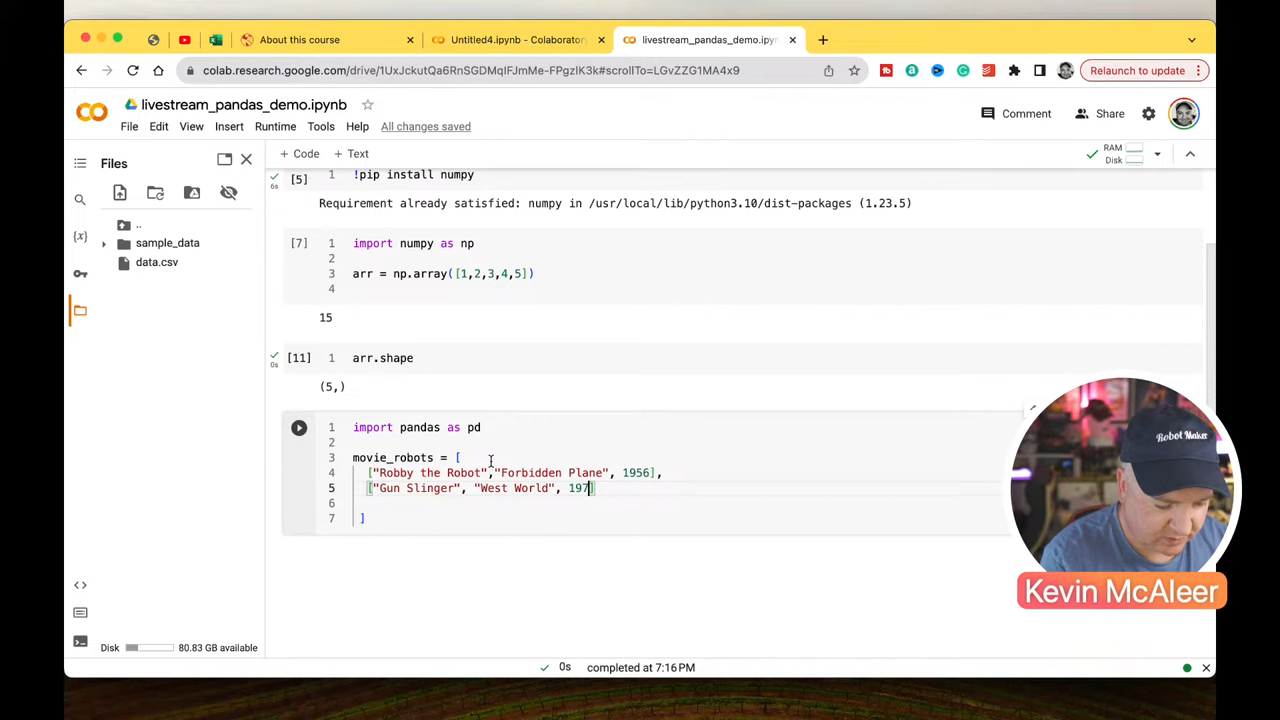 About this course
Untitled4.ipynb - Colaborator
livestream_pandas_demo.ipyn
colab.research.google.com/drive/1UxJckutQa6RnSGDMqIFJmMe-FPgzlK3k#scrollTo=LGvZZG1MA4x9
Relaunch to update
livestream_pandas_demo.ipynb
File Edit View Insert Runtime Tools Help All changes saved
Comment
Share
Files
+ Code + Text
RAM
Disk
[5] 1 !pip install numpy
6s
Requirement already satisfied: numpy in /usr/local/lib/python3.10/dist-packages (1.23.5)
..
sample_data
data.csv
[7] 1 import numpy as np
2
3 arr = np.array([1,2,3,4,5])
4
15
[11] 1 arr.shape
0s
(5,)
1 import pandas as pd
2
3 movie_robots = [
4 ["Robby the Robot","Forbidden Plane", 1956],
5 ["Gun Slinger", "West World", 197]
6
7 ]
Robot Maker
Kevin McAleer
Disk 80.83 GB available
0s completed at 7:16 PM